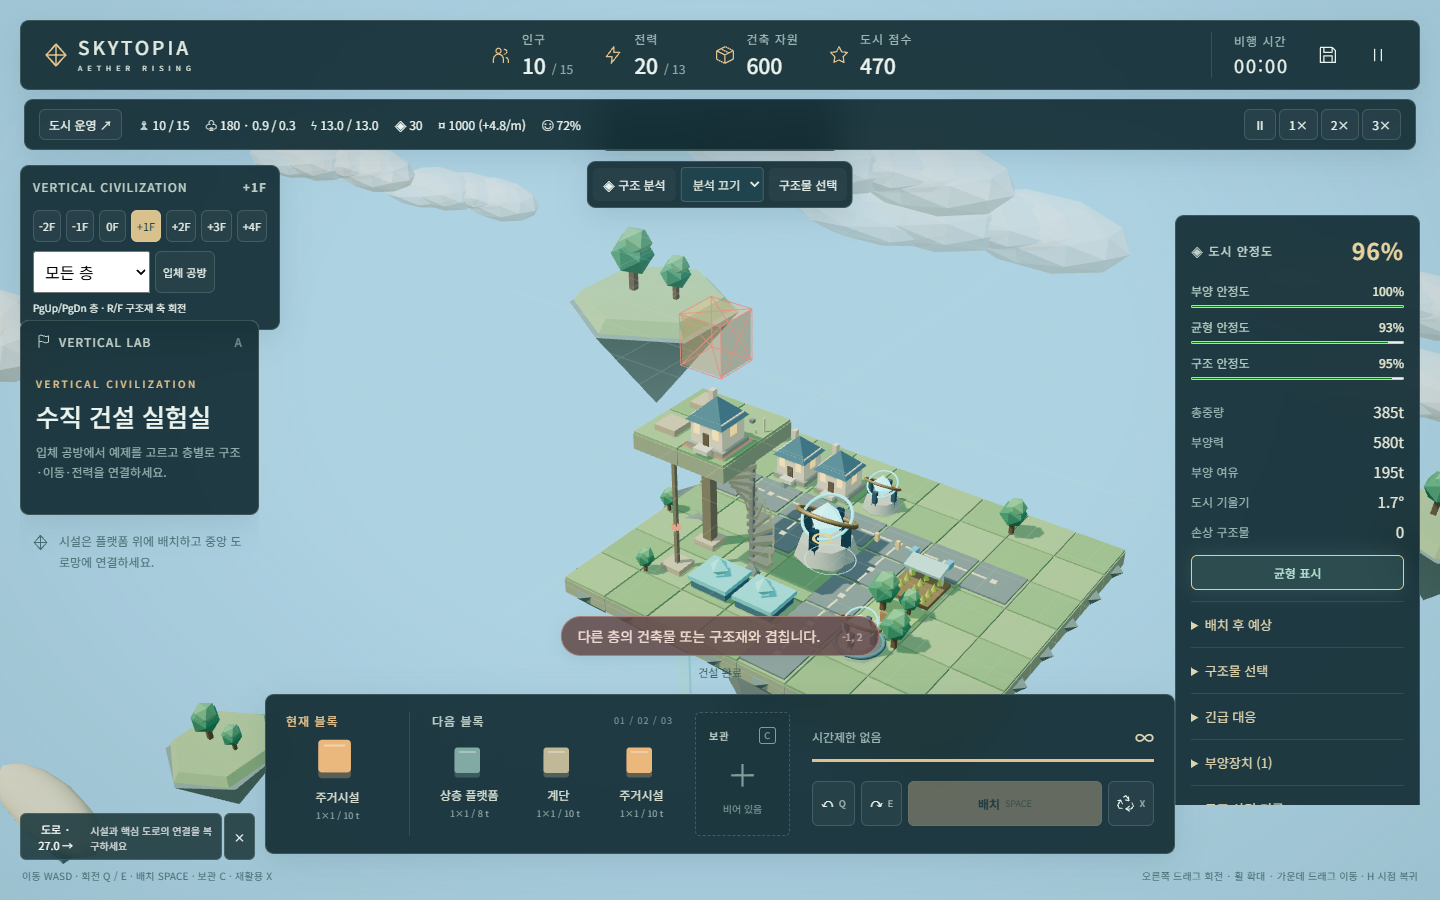 SKYTOPIA
AETHER RISING
인구
10 / 15
전력
20 / 13
건축 자원
600
도시 점수
470
비행 시간
00:00
도시 운영 ↗
10 / 15
180 · 0.9 / 0.3
13.0 / 13.0
30
1000 (+4.8/m)
72%
1×
2×
3×
VERTICAL CIVILIZATION
+1F
-2F
-1F
0F
+1F
+2F
+3F
+4F
모든 층
입체 공방
PgUp/PgDn 층 · R/F 구조재 축 회전
VERTICAL LAB
A
VERTICAL CIVILIZATION
수직 건설 실험실
입체 공방에서 예제를 고르고 층별로 구조
·이동·전력을 연결하세요.
시설은 플랫폼 위에 배치하고 중앙 도
로망에 연결하세요.
◈ 구조 분석
분석 끄기
구조물 선택
◈ 도시 안정도
96%
부양 안정도
100%
균형 안정도
93%
구조 안정도
95%
총중량
385t
부양력
580t
부양 여유
195t
도시 기울기
1.7°
손상 구조물
0
균형 표시
▶ 배치 후 예상
▶ 구조물 선택
▶ 긴급 대응
▶ 부양장치 (1)
다른 층의 건축물 또는 구조재와 겹칩니다.
-1, 2
건설 완료
현재 블록
주거시설
1×1 / 10 t
다음 블록
01 / 02 / 03
상층 플랫폼
1×1 / 8 t
계단
1×1 / 10 t
주거시설
1×1 / 10 t
보관
C
비어 있음
시간제한 없음
∞
Q
E
배치 SPACE
X
도로 ·
27.0 →
시설과 핵심 도로의 연결을 복
구하세요
✕
이동 WASD · 회전 Q / E · 배치 SPACE · 보관 C · 재활용 X
오른쪽 드래그 회전 · 휠 확대 · 가운데 드래그 이동 · H 시점 복귀